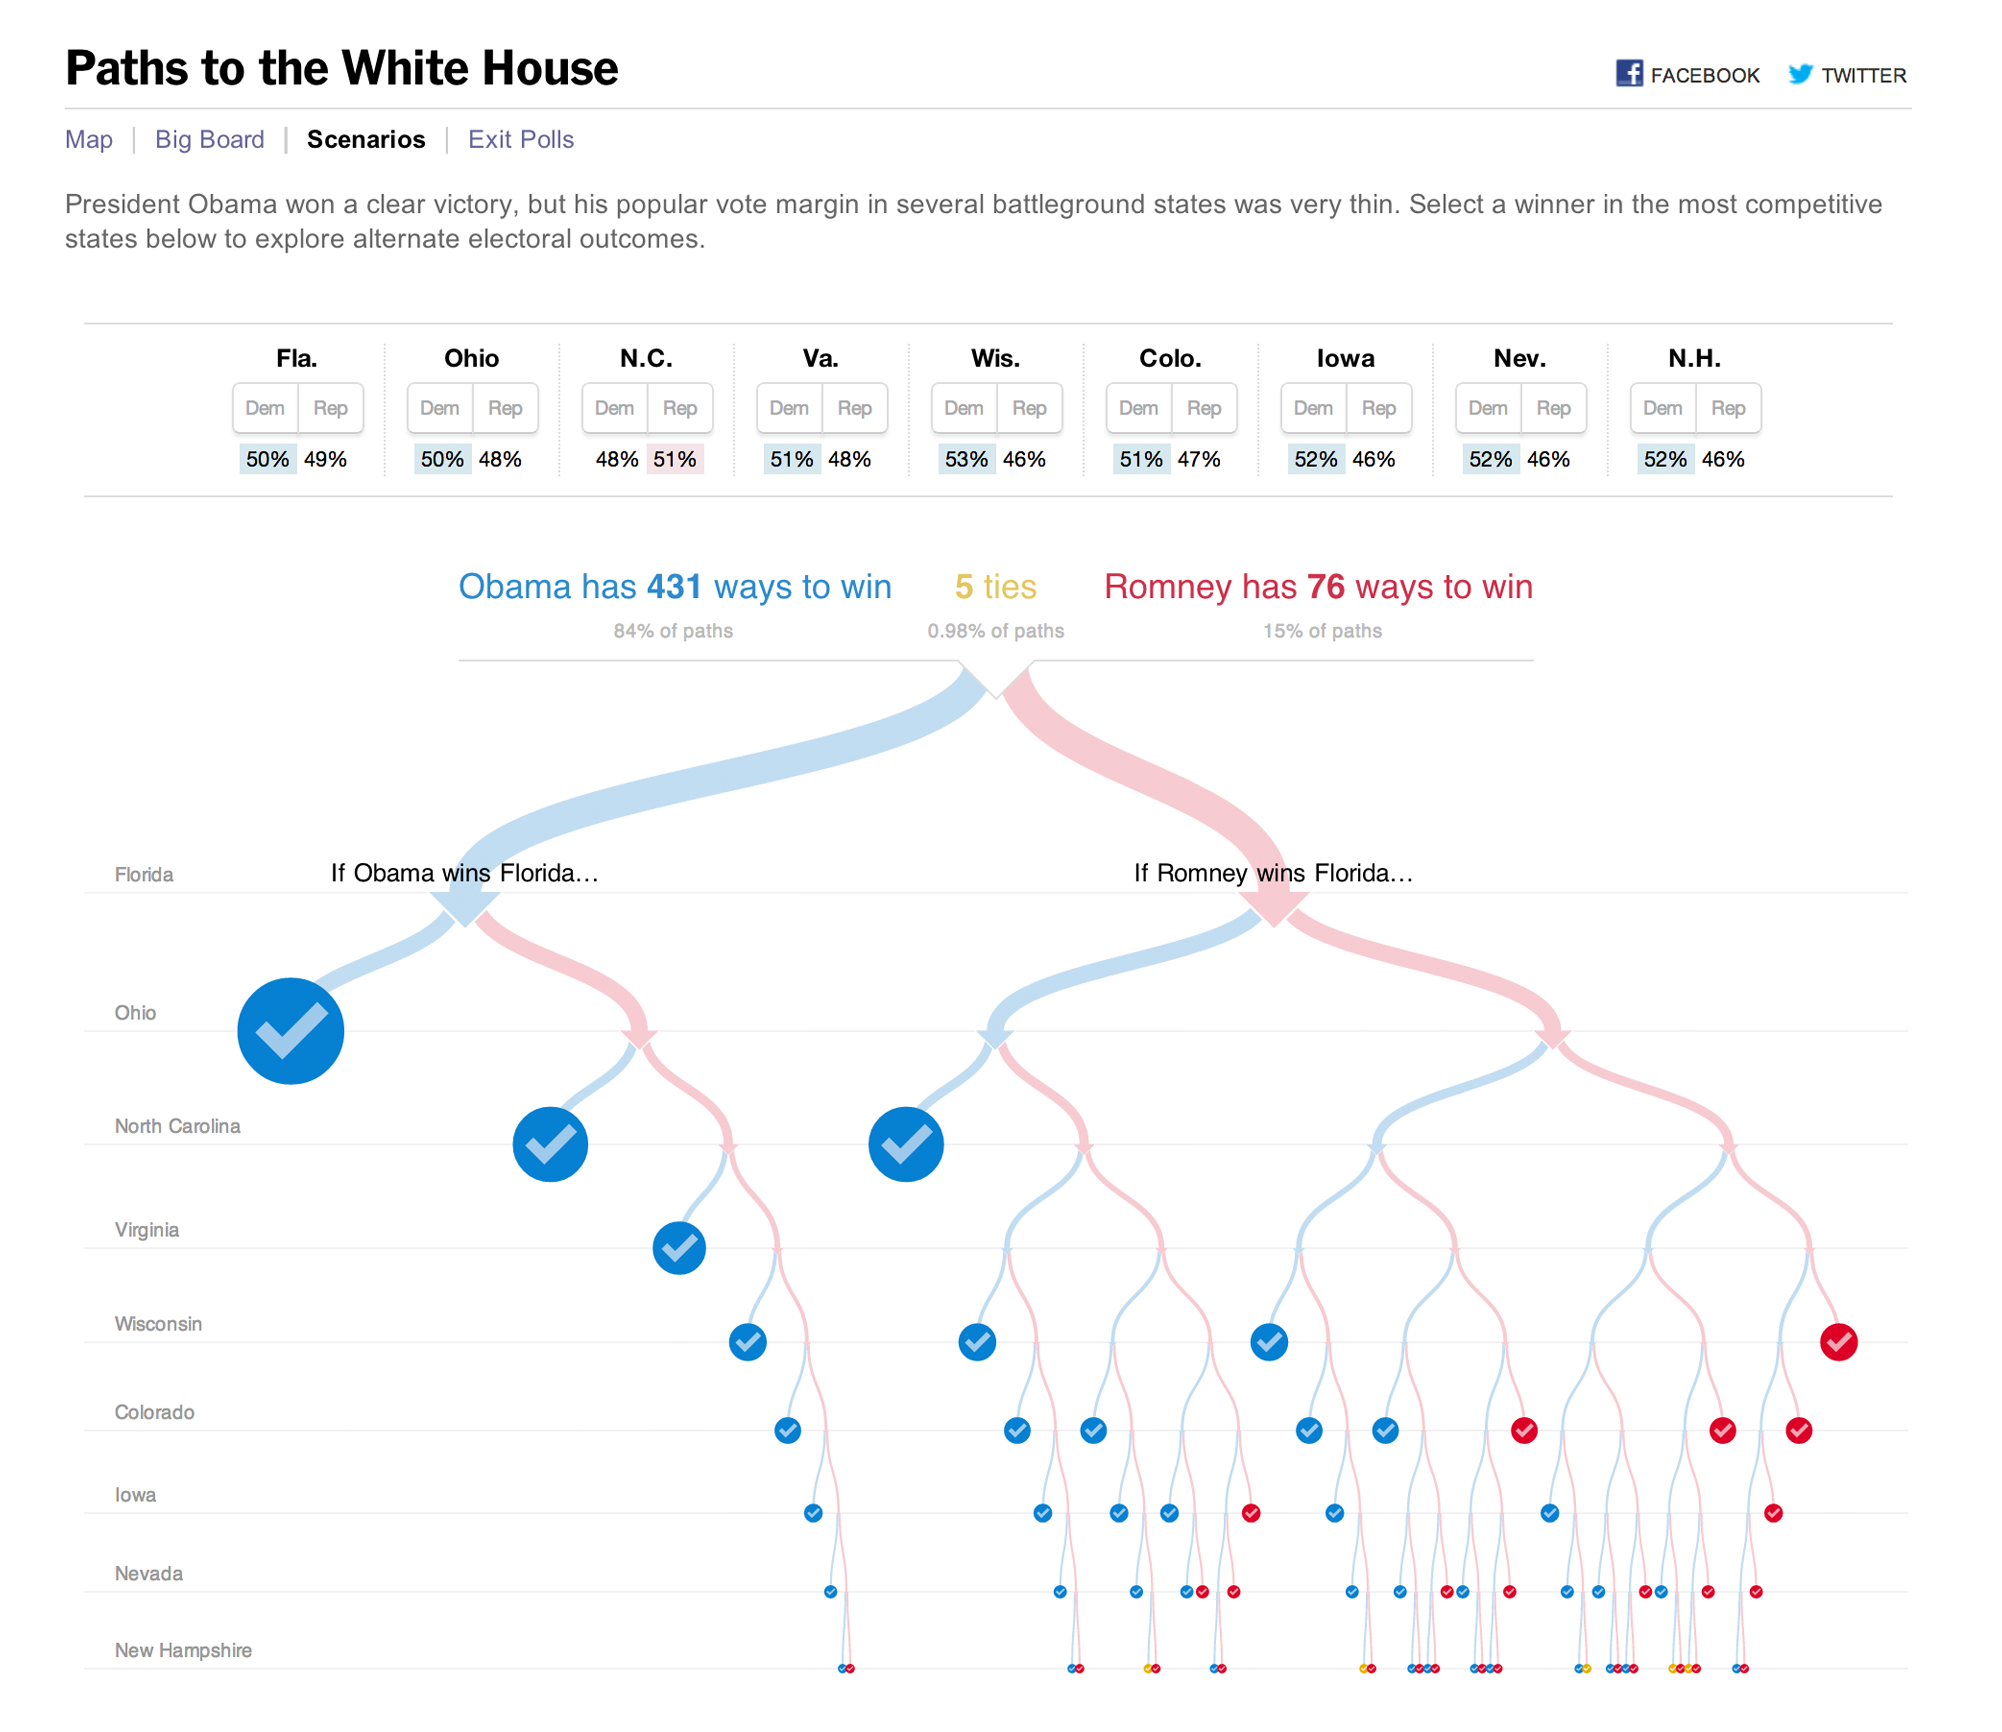 Paths to the White House
FACEBOOK TWITTER
Map Big Board Scenarios Exit Polls
President Obama won a clear victory, but his popular vote margin in several battleground states was very thin. Select a winner in the most competitive
states below to explore alternate electoral outcomes.
Fla. Ohio N.C. Va. Wis. Colo. Iowa Nev. N.H.
Dem Rep Dem Rep Dem Rep Dem Rep Dem Rep Dem Rep Dem Rep Dem Rep Dem Rep
50% 49% 50% 48% 48% 51% 51% 48% 53% 46% 51% 47% 52% 46% 52% 46% 52% 46%
Obama has 431 ways to win 5 ties Romney has 76 ways to win
84% of paths 0.98% of paths 15% of paths
Florida If Obama wins Florida... If Romney wins Florida...
Ohio
North Carolina
Virginia
Wisconsin
Colorado
Iowa
Nevada
New Hampshire